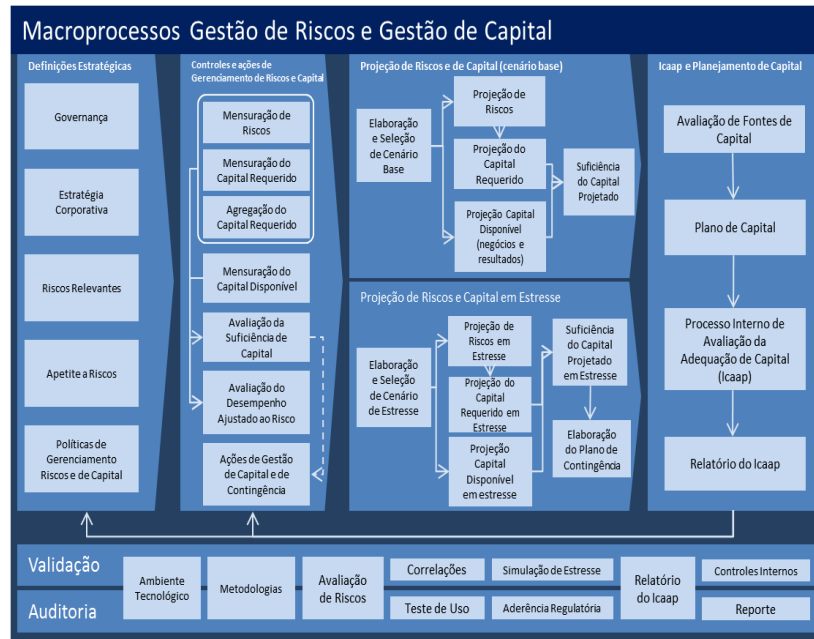 Macroprocessos Gestão de Riscos e Gestão de Capital
Definições Estratégicas
Governança
Estratégia
Corporativa
Riscos Relevantes
Apetite a Riscos
Políticas de
Gerenciamento
Riscos e de Capital
Controles e ações de
Gerenciamento de Riscos e Capital
Mensuração de
Riscos
Mensuração do
Capital Requerido
Agregação do
Capital Requerido
Mensuração do
Capital Disponível
Avaliação da
Suficiência de
Capital
Avaliação do
Desempenho
Ajustado ao Risco
Ações de Gestão
de Capital e de
Contingência
Projeção de Riscos e de Capital (cenário base)
Elaboração
e Seleção
de Cenário
Base
Projeção de
Riscos
Projeção do
Capital
Requerido
Projeção Capital
Disponível
(negócios e
resultados)
Suficiência
do Capital
Projetado
Projeção de Riscos e Capital em Estresse
Elaboração
e Seleção
de Cenário
de Estresse
Projeção de
Riscos em
Estresse
Projeção do
Capital
Requerido em
Estresse
Projeção
Capital
Disponível em
estresse
Suficiência
do Capital
Projetado
em Estresse
Elaboração
do Plano de
Contingência
Icaap e Planejamento de Capital
Avaliação de Fontes de
Capital
Plano de Capital
Processo Interno de
Avaliação da
Adequação de Capital
(Icaap)
Relatório do Icaap
Validação
Auditoria
Ambiente
Tecnológico
Metodologias
Avaliação
de Riscos
Correlações
Teste de Uso
Simulação de Estresse
Aderência Regulatória
Relatório
do Icaap
Controles Internos
Reporte